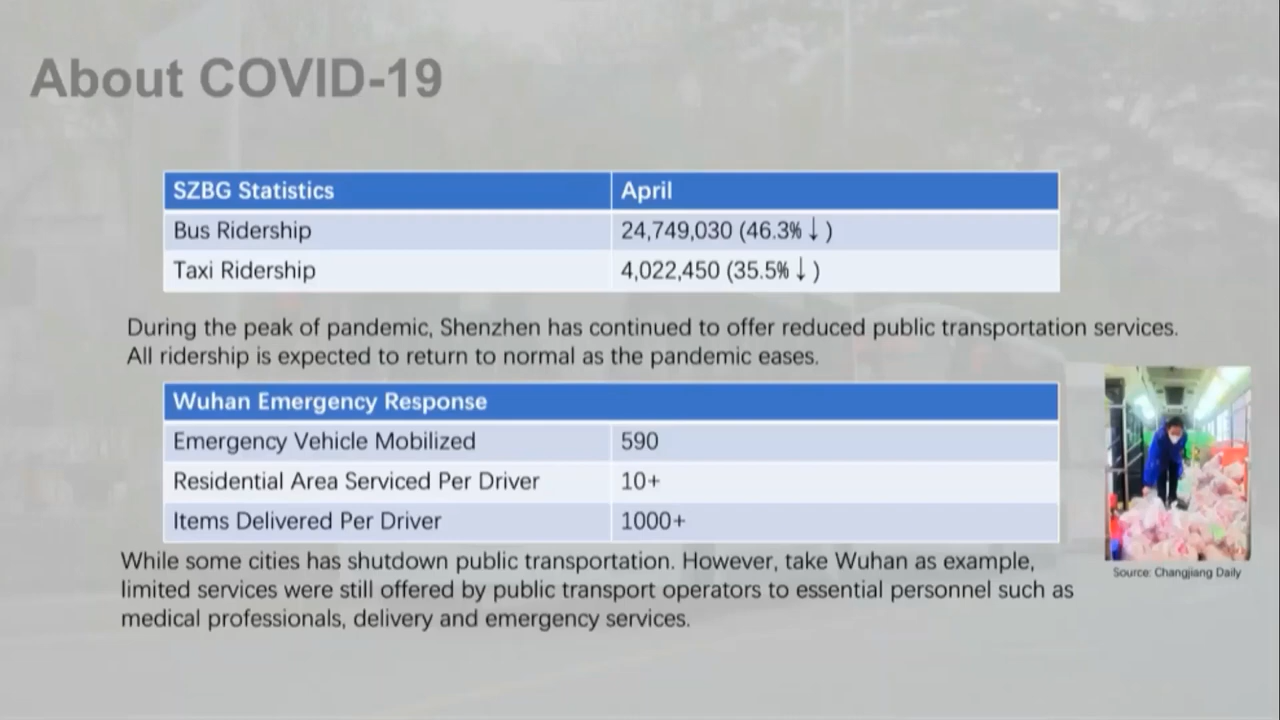 About COVID-19
SZBG Statistics April
Bus Ridership 24,749,030 (46.3%↓)
Taxi Ridership 4,022,450 (35.5%↓)
During the peak of pandemic, Shenzhen has continued to offer reduced public transportation services.
All ridership is expected to return to normal as the pandemic eases.
Wuhan Emergency Response
Emergency Vehicle Mobilized 590
Residential Area Serviced Per Driver 10+
Items Delivered Per Driver 1000+
While some cities has shutdown public transportation. However, take Wuhan as example,
limited services were still offered by public transport operators to essential personnel such as
medical professionals, delivery and emergency services.
Source: Changjiang Daily